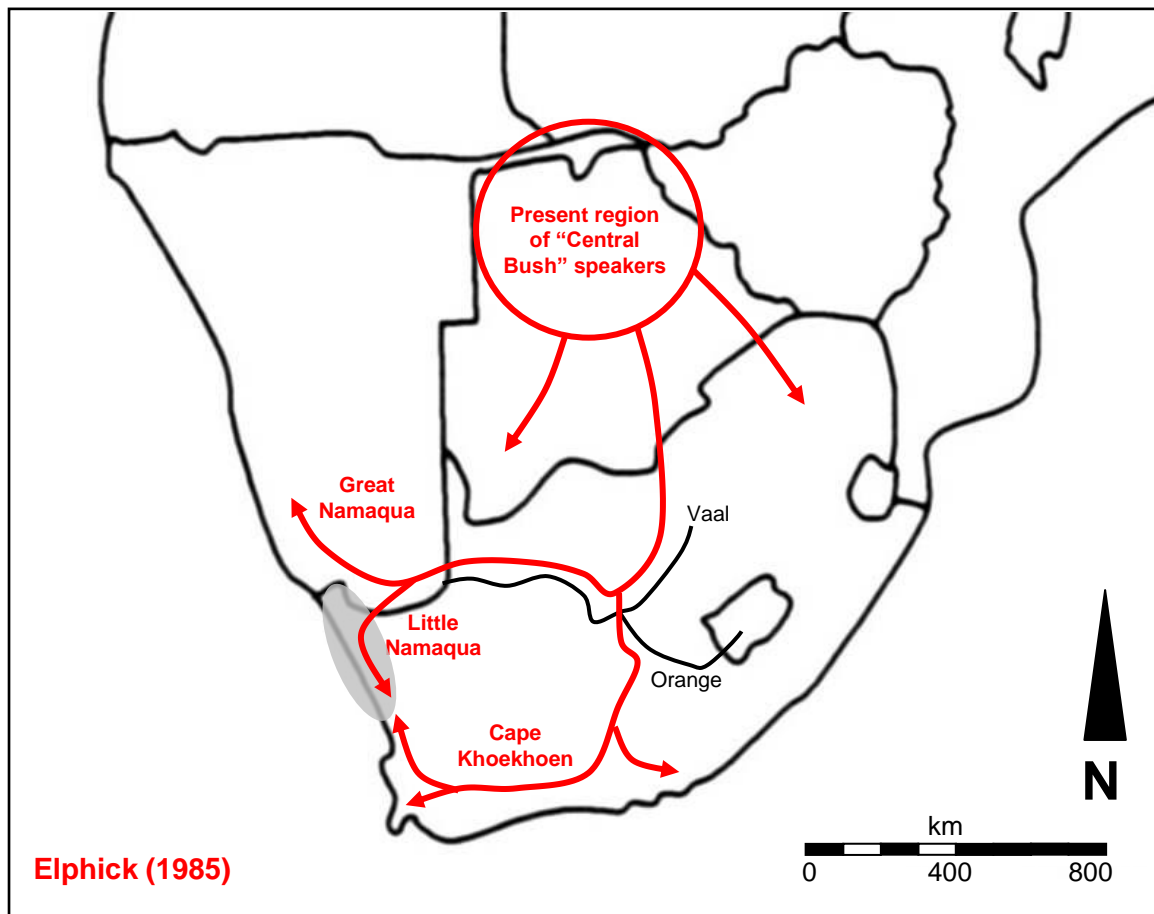 Present region
of “Central
Bush” speakers
Great
Namaqua
Vaal
Little
Namaqua
Orange
Cape
Khoekhoen
N
km
0 400 800
Elphick (1985)